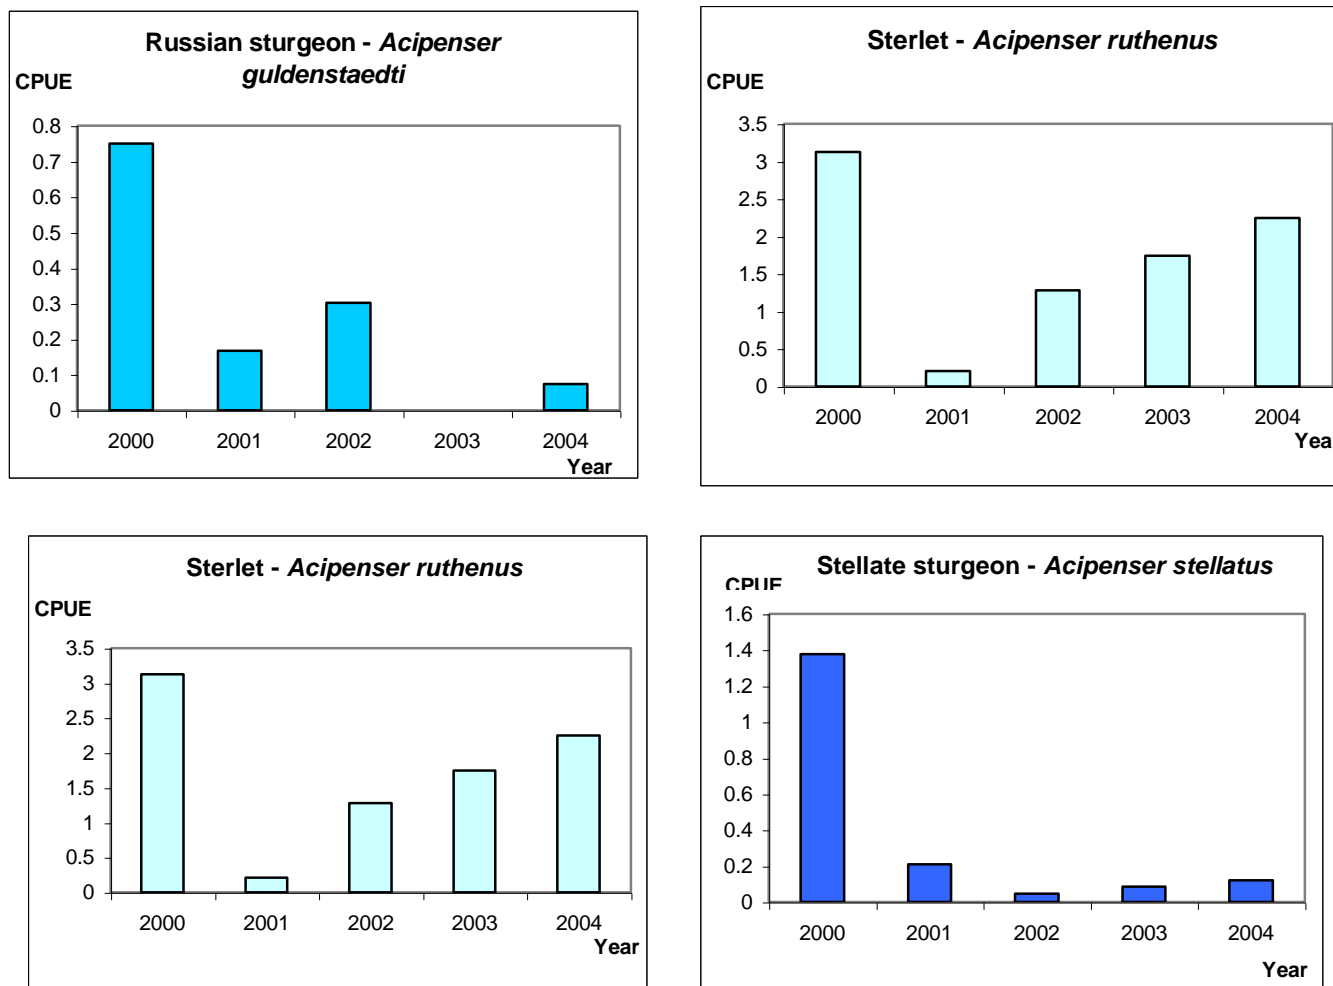 Russian sturgeon - Acipenser
guldenstaedti
CPUE
0.8
0.7
0.6
0.5
0.4
0.3
0.2
0.1
0
2000 2001 2002 2003 2004
Year
Sterlet - Acipenser ruthenus
CPUE
3.5
3
2.5
2
1.5
1
0.5
0
2000 2001 2002 2003 2004
Yea
Sterlet - Acipenser ruthenus
CPUE
3.5
3
2.5
2
1.5
1
0.5
0
2000 2001 2002 2003 2004
Year
Stellate sturgeon - Acipenser stellatus
CPUE
1.6
1.4
1.2
1
0.8
0.6
0.4
0.2
0
2000 2001 2002 2003 2004
Year